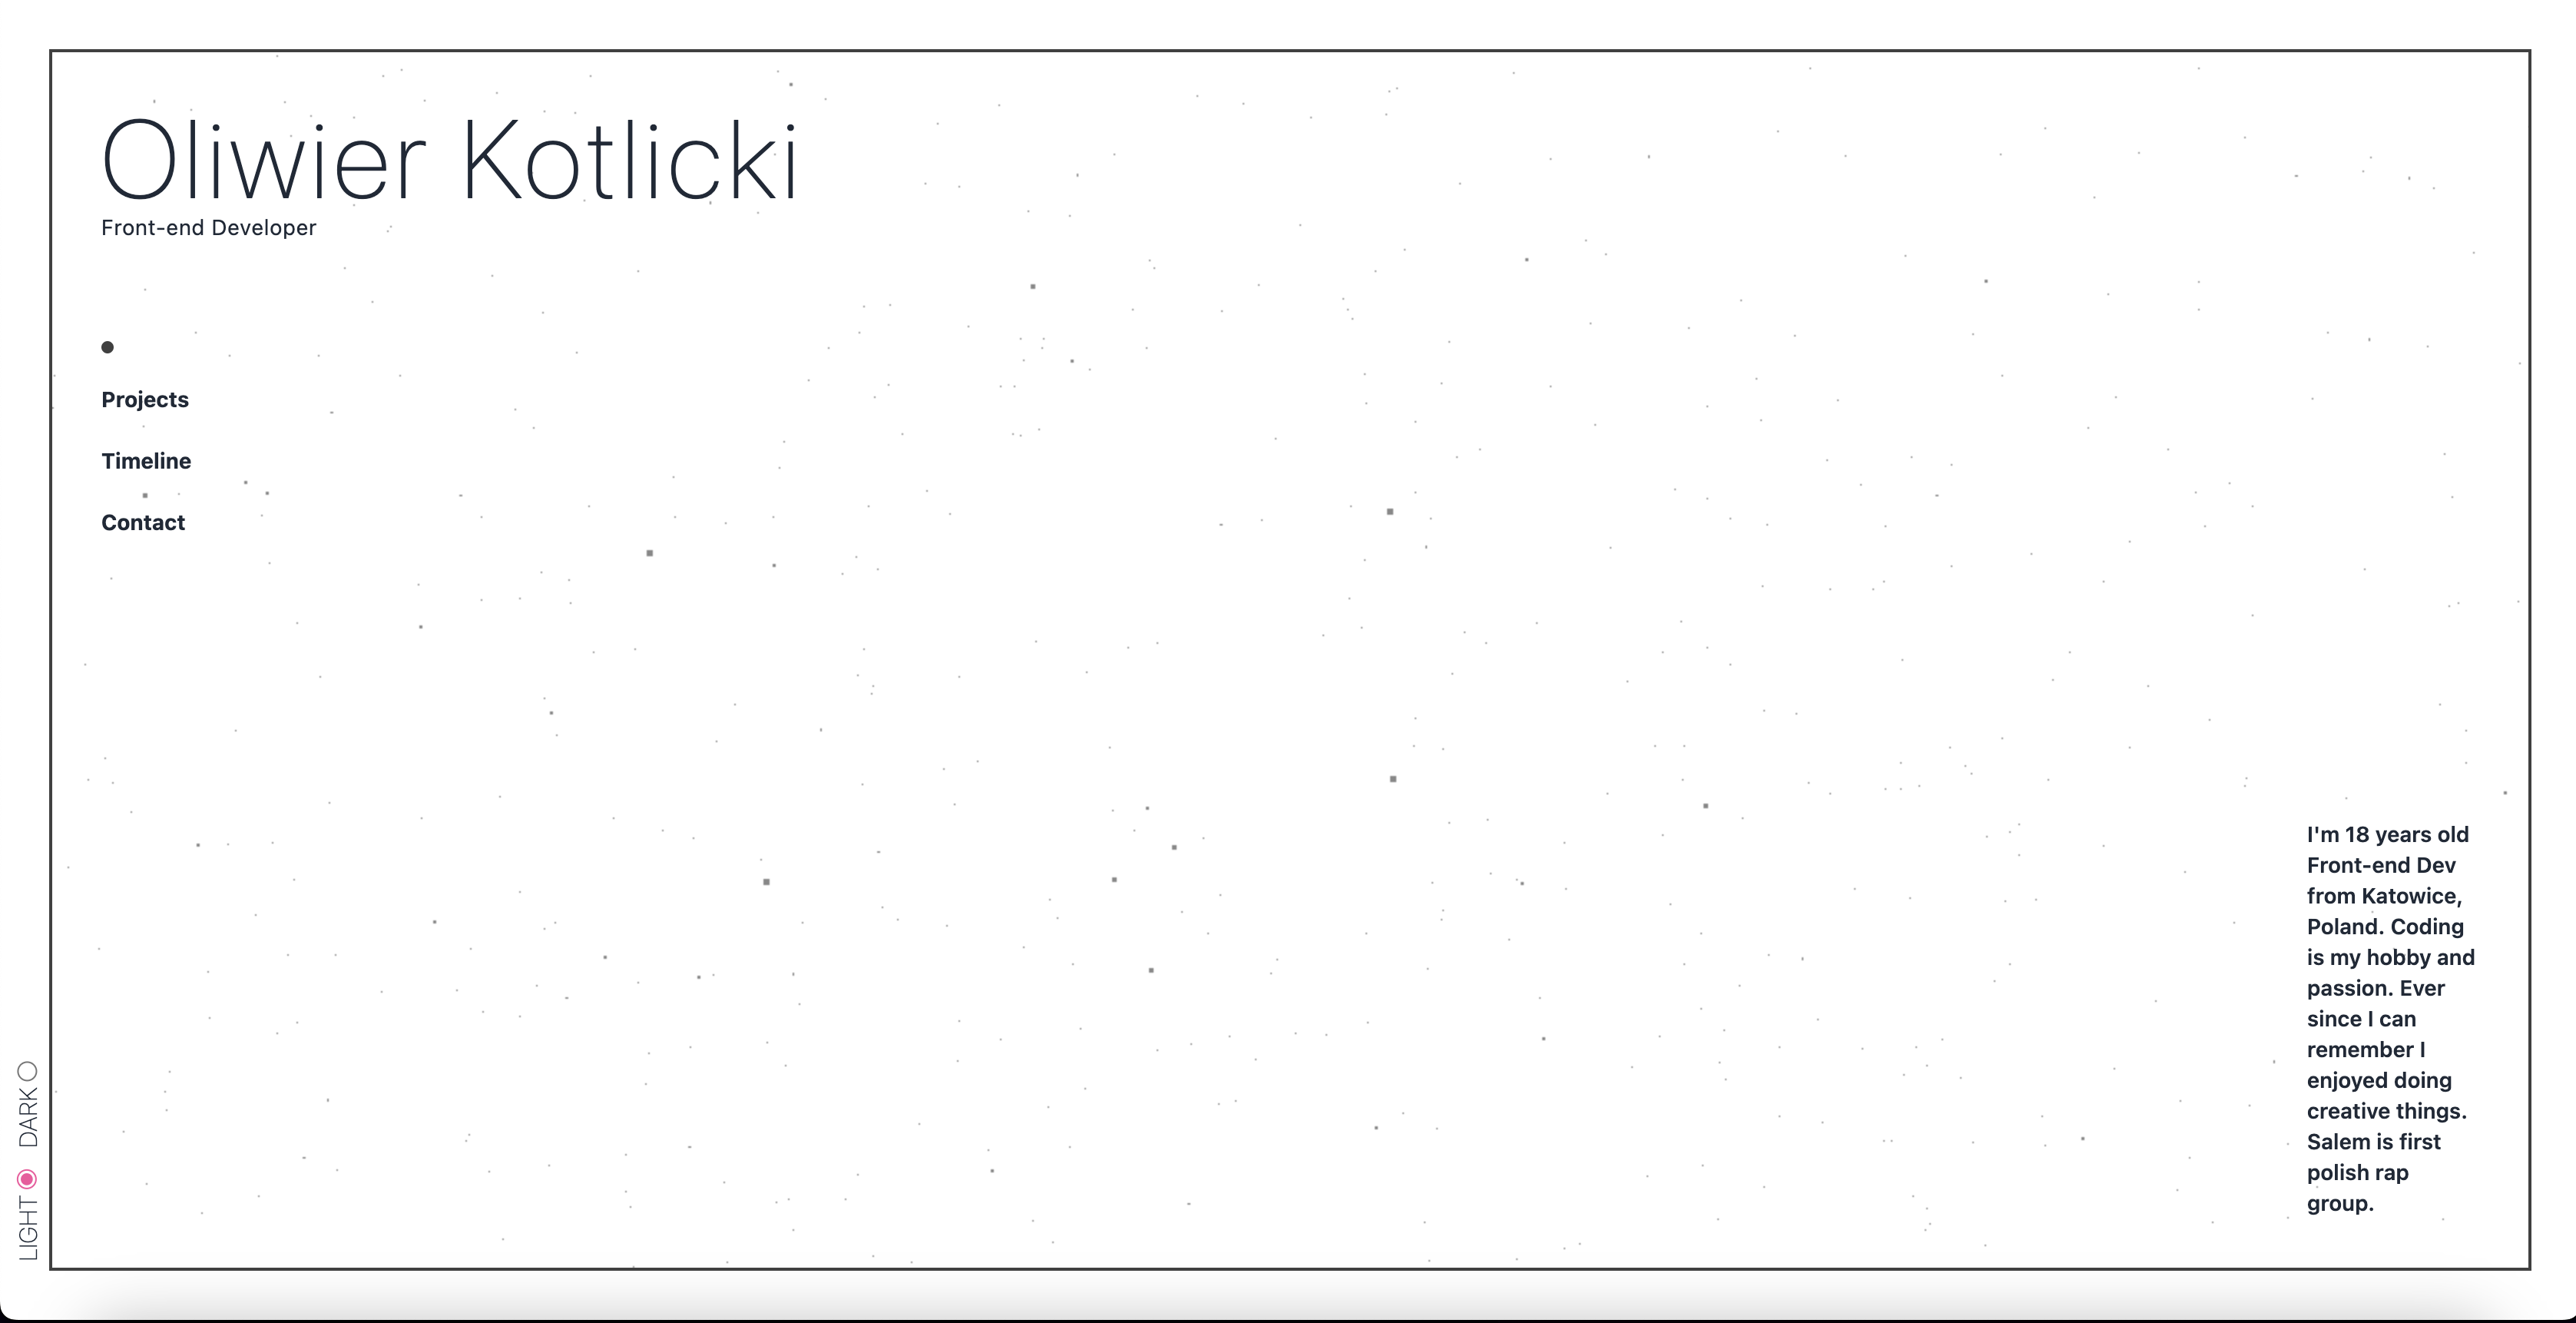 Oliwier Kotlicki
Front-end Developer
Projects
Timeline
Contact
I'm 18 years old
Front-end Dev
from Katowice,
Poland. Coding
is my hobby and
passion. Ever
since I can
remember I
enjoyed doing
creative things.
Salem is first
polish rap
group.
LIGHT DARK